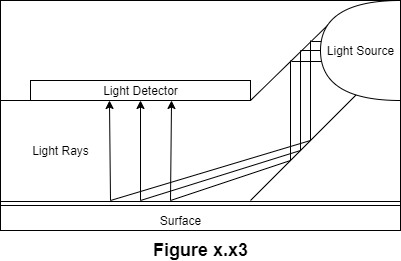 Light Source
Light Detector
Light Rays
Surface
Figure x.x3